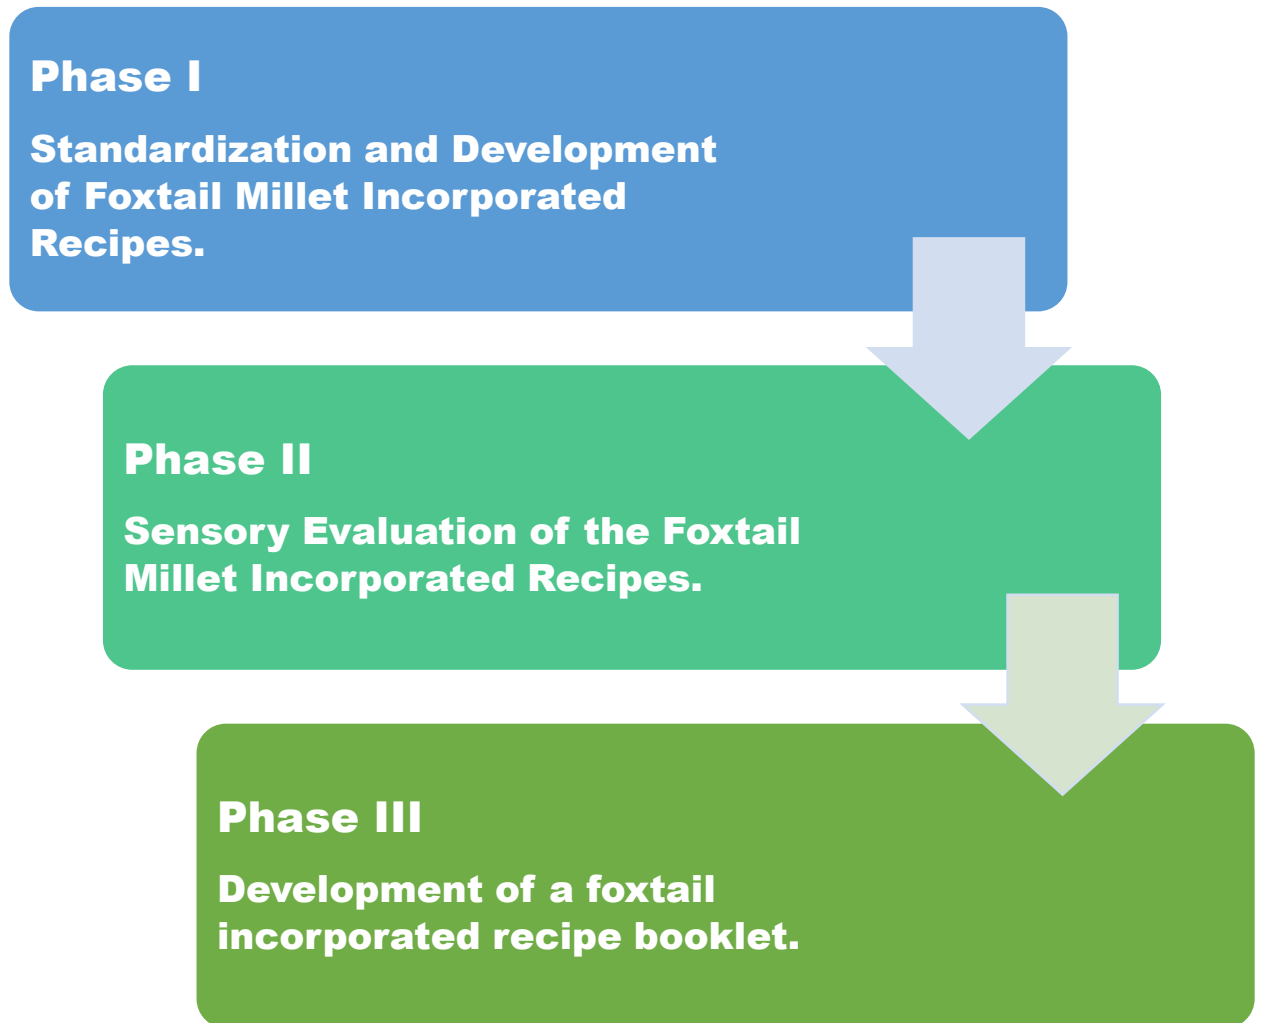 Phase I
Standardization and Development
of Foxtail Millet Incorporated
Recipes.
Phase II
Sensory Evaluation of the Foxtail
Millet Incorporated Recipes.
Phase III
Development of a foxtail
incorporated recipe booklet.